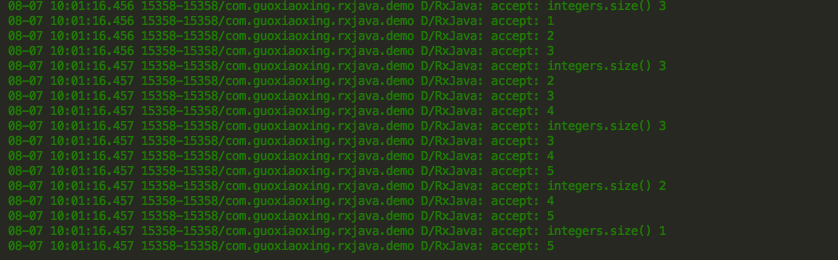 08-07 10:01:16.456 15358-15358/com.guoxiaoxing.rxjava.demo D/RxJava: accept: integers.size() 3
08-07 10:01:16.456 15358-15358/com.guoxiaoxing.rxjava.demo D/RxJava: accept: 1
08-07 10:01:16.456 15358-15358/com.guoxiaoxing.rxjava.demo D/RxJava: accept: 2
08-07 10:01:16.456 15358-15358/com.guoxiaoxing.rxjava.demo D/RxJava: accept: 3
08-07 10:01:16.457 15358-15358/com.guoxiaoxing.rxjava.demo D/RxJava: accept: integers.size() 3
08-07 10:01:16.457 15358-15358/com.guoxiaoxing.rxjava.demo D/RxJava: accept: 2
08-07 10:01:16.457 15358-15358/com.guoxiaoxing.rxjava.demo D/RxJava: accept: 3
08-07 10:01:16.457 15358-15358/com.guoxiaoxing.rxjava.demo D/RxJava: accept: 4
08-07 10:01:16.457 15358-15358/com.guoxiaoxing.rxjava.demo D/RxJava: accept: integers.size() 3
08-07 10:01:16.457 15358-15358/com.guoxiaoxing.rxjava.demo D/RxJava: accept: 3
08-07 10:01:16.457 15358-15358/com.guoxiaoxing.rxjava.demo D/RxJava: accept: 4
08-07 10:01:16.457 15358-15358/com.guoxiaoxing.rxjava.demo D/RxJava: accept: 5
08-07 10:01:16.457 15358-15358/com.guoxiaoxing.rxjava.demo D/RxJava: accept: integers.size() 2
08-07 10:01:16.457 15358-15358/com.guoxiaoxing.rxjava.demo D/RxJava: accept: 4
08-07 10:01:16.457 15358-15358/com.guoxiaoxing.rxjava.demo D/RxJava: accept: 5
08-07 10:01:16.457 15358-15358/com.guoxiaoxing.rxjava.demo D/RxJava: accept: integers.size() 1
08-07 10:01:16.457 15358-15358/com.guoxiaoxing.rxjava.demo D/RxJava: accept: 5